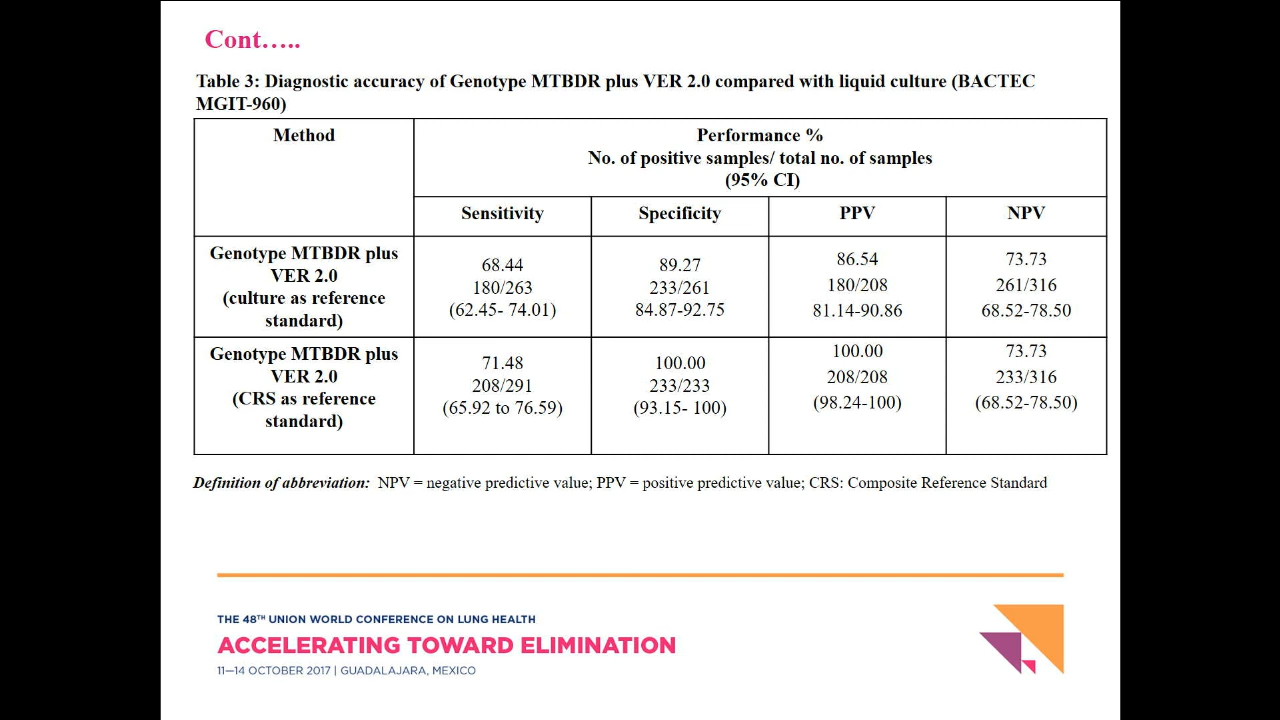 Cont…..
Table 3: Diagnostic accuracy of Genotype MTBDR plus VER 2.0 compared with liquid culture (BACTEC
MGIT-960)
Method
Performance %
No. of positive samples/ total no. of samples
(95% CI)
Sensitivity
Specificity
PPV
NPV
Genotype MTBDR plus
VER 2.0
(culture as reference
standard)
68.44
180/263
(62.45- 74.01)
89.27
233/261
84.87-92.75
86.54
180/208
81.14-90.86
73.73
261/316
68.52-78.50
Genotype MTBDR plus
VER 2.0
(CRS as reference
standard)
71.48
208/291
(65.92 to 76.59)
100.00
233/233
(93.15- 100)
100.00
208/208
(98.24-100)
73.73
233/316
(68.52-78.50)
Definition of abbreviation: NPV = negative predictive value; PPV = positive predictive value; CRS: Composite Reference Standard
THE 48TH UNION WORLD CONFERENCE ON LUNG HEALTH
ACCELERATING TOWARD ELIMINATION
11—14 OCTOBER 2017 | GUADALAJARA, MEXICO